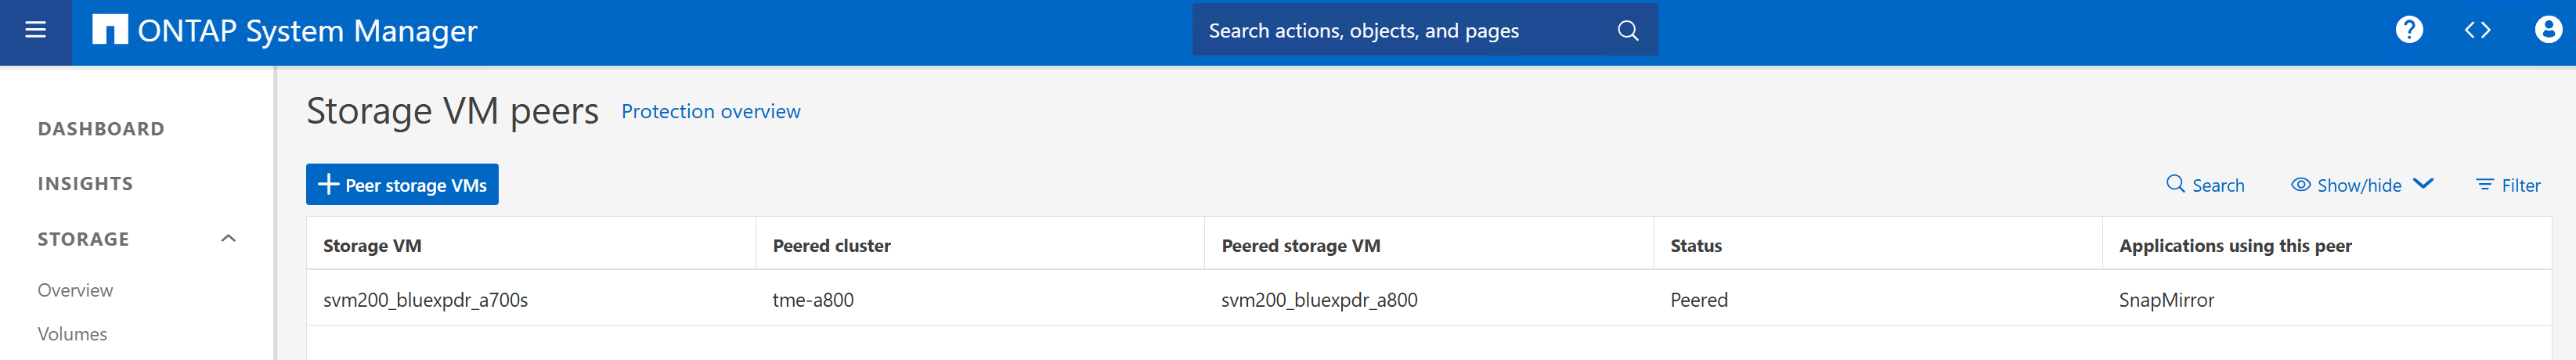 ONTAP System Manager
Search actions, objects, and pages
DASHBOARD
INSIGHTS
STORAGE
Overview
Volumes
Storage VM peers Protection overview
Peer storage VMs
Search Show/hide Filter
Storage VM Peered cluster Peered storage VM Status Applications using this peer
svm200_bluexpdr_a700s tme-a800 svm200_bluexpdr_a800 Peered SnapMirror